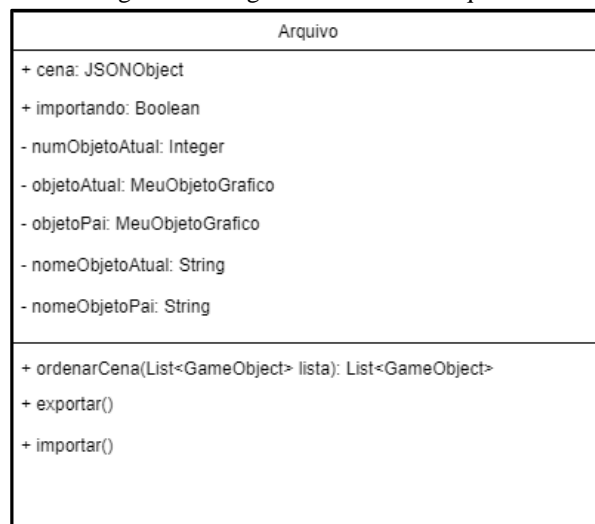 Arquivo
+ cena: JSONObject
+ importando: Boolean
- numObjetoAtual: Integer
- objetoAtual: MeuObjetoGrafico
- objetoPai: MeuObjetoGrafico
- nomeObjetoAtual: String
- nomeObjetoPai: String
+ ordenarCena(List<GameObject> lista): List<GameObject>
+ exportar()
+ importar()